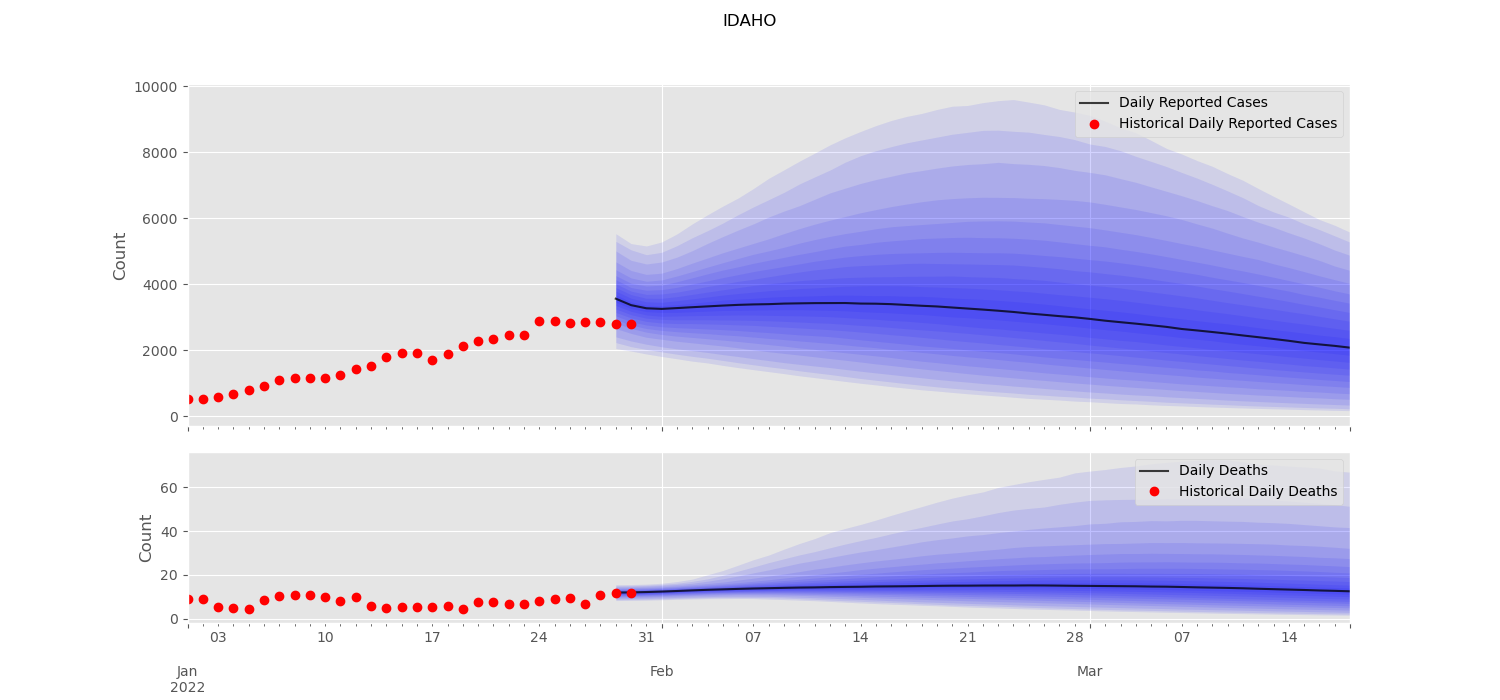 IDAHO
10000
8000
6000
4000
2000
0
Count
Daily Reported Cases
Historical Daily Reported Cases
60
40
20
0
Count
Daily Deaths
Historical Daily Deaths
03 10 17 24 31 07 14 21 28 07 14
Jan Feb Mar
2022